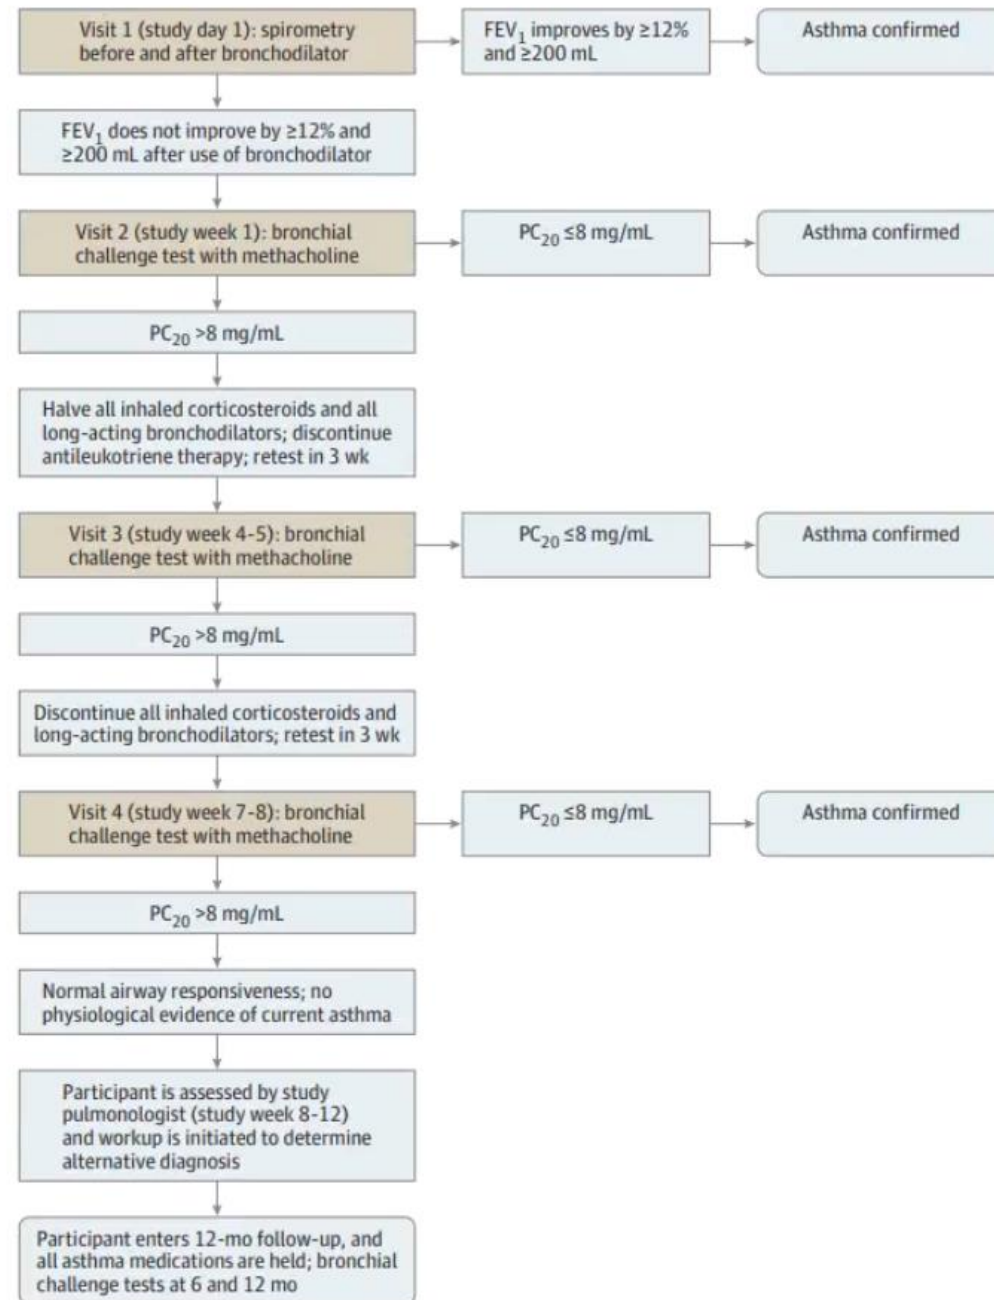 Visit 1 (study day 1): spirometry
before and after bronchodilator
FEV₁ improves by ≥12%
and ≥200 mL
Asthma confirmed
FEV₁ does not improve by ≥12% and
≥200 mL after use of bronchodilator
Visit 2 (study week 1): bronchial
challenge test with methacholine
PC₂₀ ≤8 mg/mL
Asthma confirmed
PC₂₀ >8 mg/mL
Halve all inhaled corticosteroids and all
long-acting bronchodilators; discontinue
antileukotriene therapy; retest in 3 wk
Visit 3 (study week 4-5): bronchial
challenge test with methacholine
PC₂₀ ≤8 mg/mL
Asthma confirmed
PC₂₀ >8 mg/mL
Discontinue all inhaled corticosteroids and
long-acting bronchodilators; retest in 3 wk
Visit 4 (study week 7-8): bronchial
challenge test with methacholine
PC₂₀ ≤8 mg/mL
Asthma confirmed
PC₂₀ >8 mg/mL
Normal airway responsiveness; no
physiological evidence of current asthma
Participant is assessed by study
pulmonologist (study week 8-12)
and workup is initiated to determine
alternative diagnosis
Participant enters 12-mo follow-up, and
all asthma medications are held; bronchial
challenge tests at 6 and 12 mo